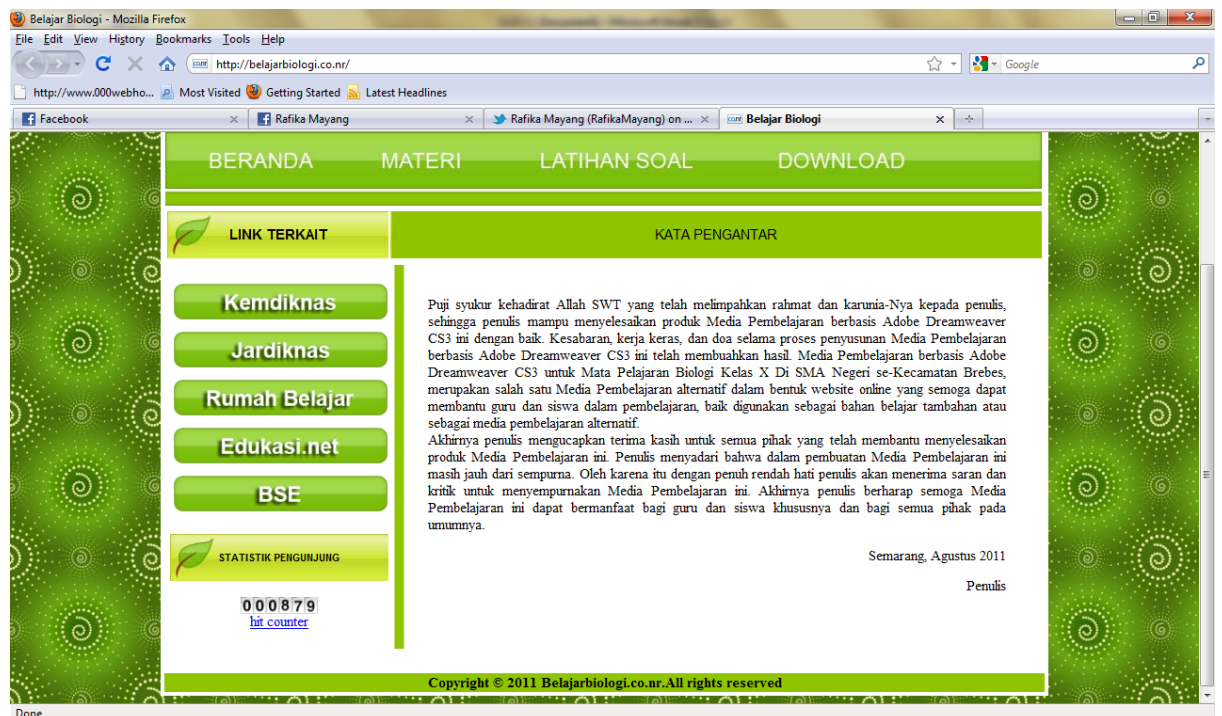 Belajar Biologi - Mozilla Firefox
File Edit View History Bookmarks Tools Help
http://belajarbiologi.co.nr/
Google
http://www.000webho... Most Visited Getting Started Latest Headlines
Facebook Rafika Mayang Rafika Mayang (RafikaMayang) on ... Belajar Biologi
BERANDA MATERI LATIHAN SOAL DOWNLOAD
LINK TERKAIT
KATA PENGANTAR
Kemdiknas
Jardiknas
Rumah Belajar
Edukasi.net
BSE
STATISTIK PENGUNJUNG
000879
hit counter
Puji syukur kehadirat Allah SWT yang telah melimpahkan rahmat dan karunia-Nya kepada penulis,
sehingga penulis mampu menyelesaikan produk Media Pembelajaran berbasis Adobe Dreamweaver
CS3 ini dengan baik. Kesabaran, kerja keras, dan doa selama proses penyusunan Media Pembelajaran
berbasis Adobe Dreamweaver CS3 ini telah membuahkan hasil. Media Pembelajaran berbasis Adobe
Dreamweaver CS3 untuk Mata Pelajaran Biologi Kelas X Di SMA Negeri se-Kecamatan Brebes,
merupakan salah satu Media Pembelajaran alternatif dalam bentuk website online yang semoga dapat
membantu guru dan siswa dalam pembelajaran, baik digunakan sebagai bahan belajar tambahan atau
sebagai media pembelajaran alternatif.
Akhirnya penulis mengucapkan terima kasih untuk semua pihak yang telah membantu menyelesaikan
produk Media Pembelajaran ini. Penulis menyadari bahwa dalam pembuatan Media Pembelajaran ini
masih jauh dari sempurna. Oleh karena itu dengan penuh rendah hati penulis akan menerima saran dan
kritik untuk menyempurnakan Media Pembelajaran ini. Akhirnya penulis berharap semoga Media
Pembelajaran ini dapat bermanfaat bagi guru dan siswa khususnya dan bagi semua pihak pada
umumnya.
Semarang, Agustus 2011
Penulis
Copyright © 2011 Belajarbiologi.co.nr.All rights reserved
Done